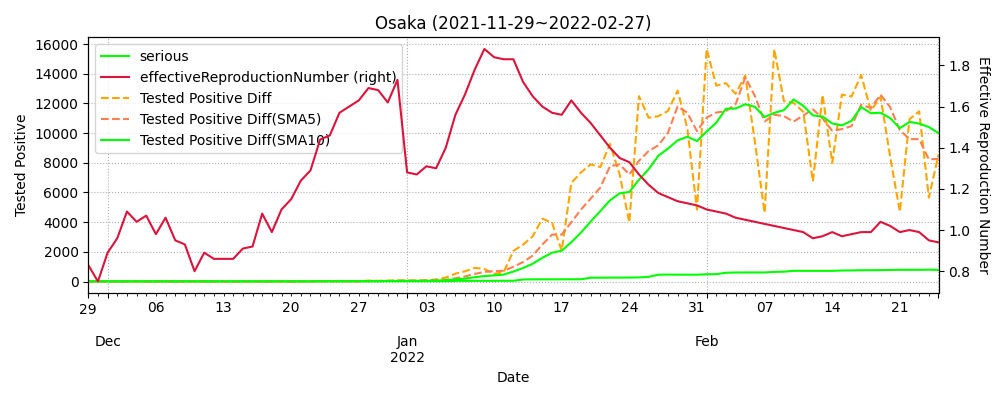 Osaka (2021-11-29~2022-02-27)
serious
effectiveReproductionNumber (right)
Tested Positive Diff
Tested Positive Diff(SMA5)
Tested Positive Diff(SMA10)
Tested Positive
16000
14000
12000
10000
8000
6000
4000
2000
0
1.8
1.6
1.4
1.2
1.0
0.8
Effective Reproduction Number
29 06 13 20 27 03 10 17 24 31 07 14 21
Dec Jan Feb
2022
Date